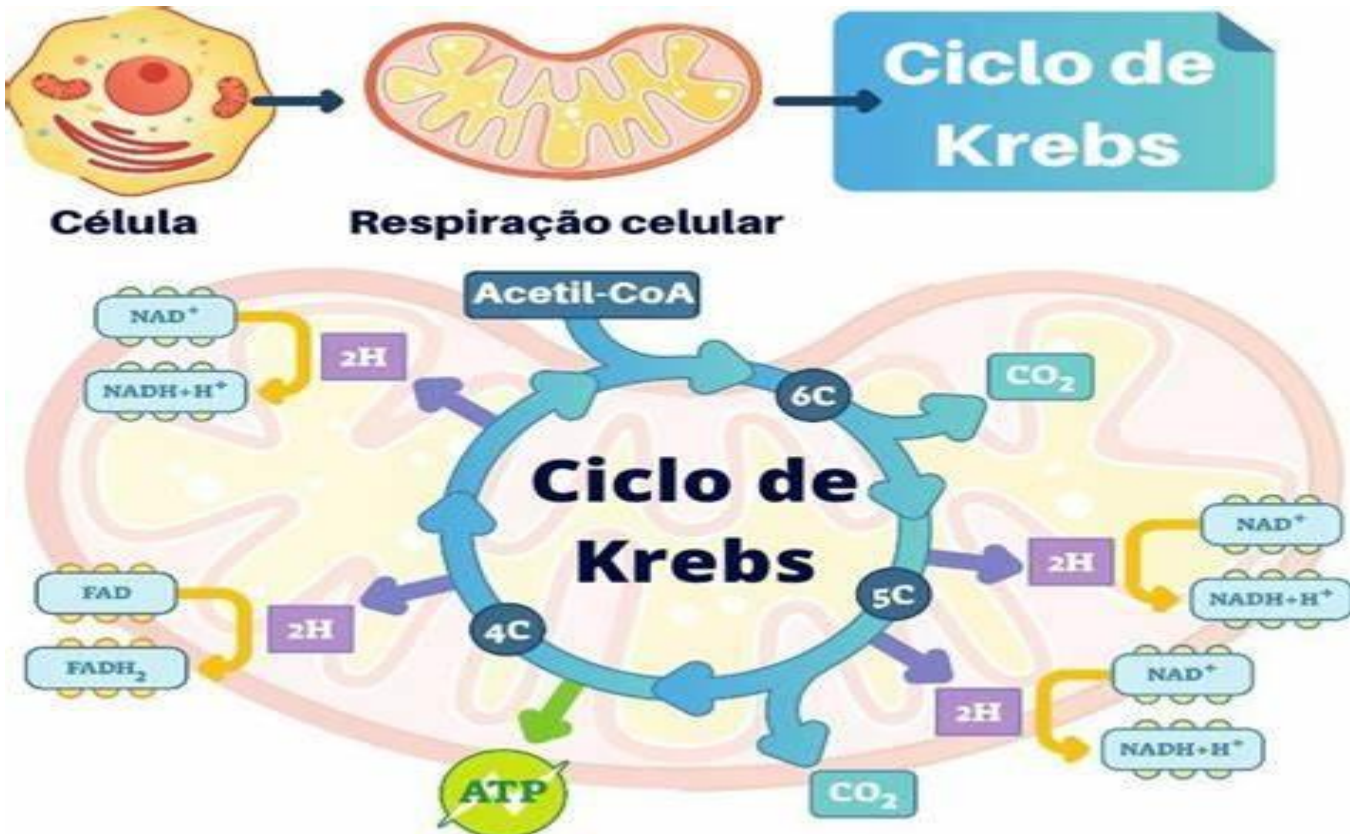 Ciclo de
Krebs
Célula
Respiração celular
Acetil-CoA
NAD⁺
2H
NADH+H⁺
6C
CO₂
Ciclo de
Krebs
NAD⁺
2H
NADH+H⁺
5C
FAD
2H
FADH₂
4C
NAD⁺
2H
NADH+H⁺
ATP
CO₂